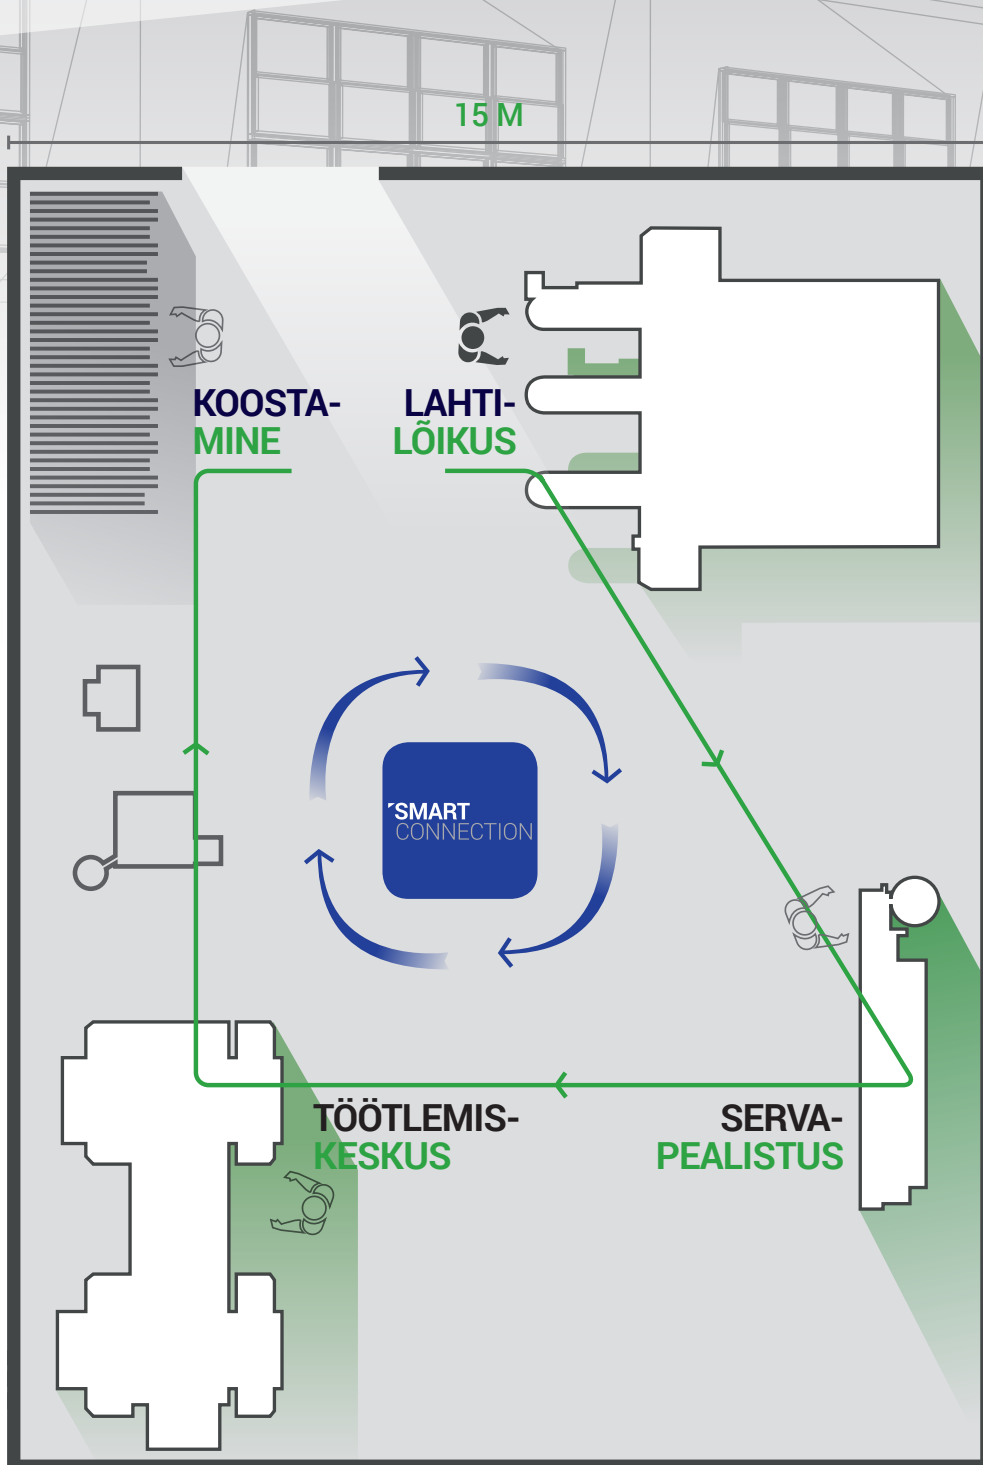 15 M
KOOSTA-
MINE
LAHTI-
LÕIKUS
SMART
CONNECTION
TÖÖTLEMIS-
KESKUS
SERVA-
PEALISTUS